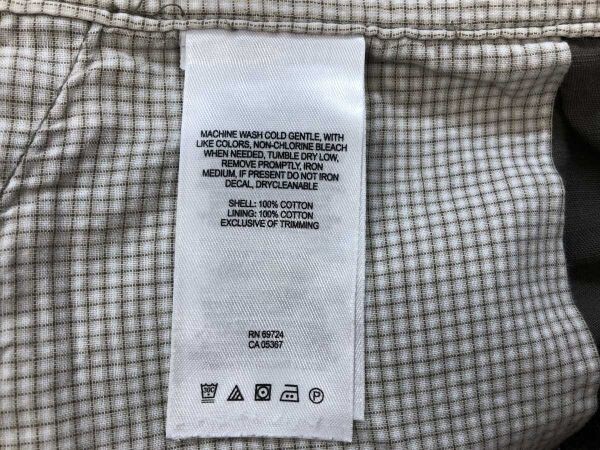 MACHINE WASH COLD GENTLE, WITH
LIKE COLORS, NON-CHLORINE BLEACH
WHEN NEEDED, TUMBLE DRY LOW,
REMOVE PROMPTLY, IRON
MEDIUM, IF PRESENT DO NOT IRON
DECAL, DRYCLEANABLE
SHELL: 100% COTTON
LINING: 100% COTTON
EXCLUSIVE OF TRIMMING
RN 69724
CA 05367
30C P